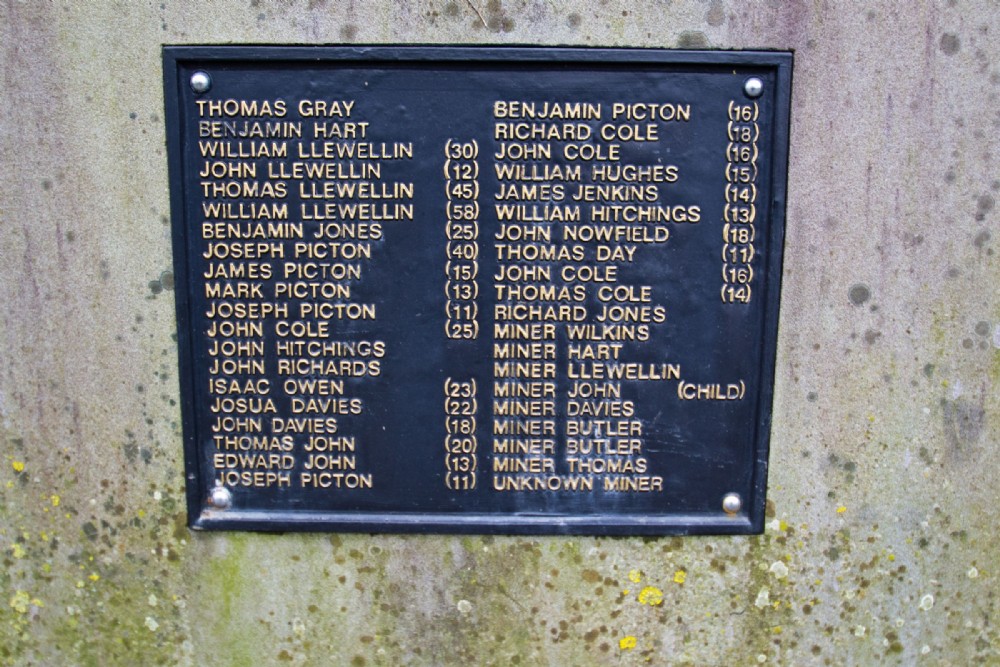 THOMAS GRAY
BENJAMIN HART
WILLIAM LLEWELLIN (30)
JOHN LLEWELLIN (12)
THOMAS LLEWELLIN (45)
WILLIAM LLEWELLIN (58)
BENJAMIN JONES (25)
JOSEPH PICTON (40)
JAMES PICTON (15)
MARK PICTON (13)
JOSEPH PICTON (11)
JOHN COLE (25)
JOHN HITCHINGS
JOHN RICHARDS
ISAAC OWEN (23)
JOSUA DAVIES (22)
JOHN DAVIES (18)
THOMAS JOHN (20)
EDWARD JOHN (13)
JOSEPH PICTON (11)
BENJAMIN PICTON (16)
RICHARD COLE (18)
JOHN COLE (16)
WILLIAM HUGHES (15)
JAMES JENKINS (14)
WILLIAM HITCHINGS (13)
JOHN NOWFIELD (18)
THOMAS DAY (11)
JOHN COLE (16)
THOMAS COLE (14)
RICHARD JONES
MINER WILKINS
MINER HART
MINER LLEWELLIN
MINER JOHN (CHILD)
MINER DAVIES
MINER BUTLER
MINER BUTLER
MINER THOMAS
UNKNOWN MINER